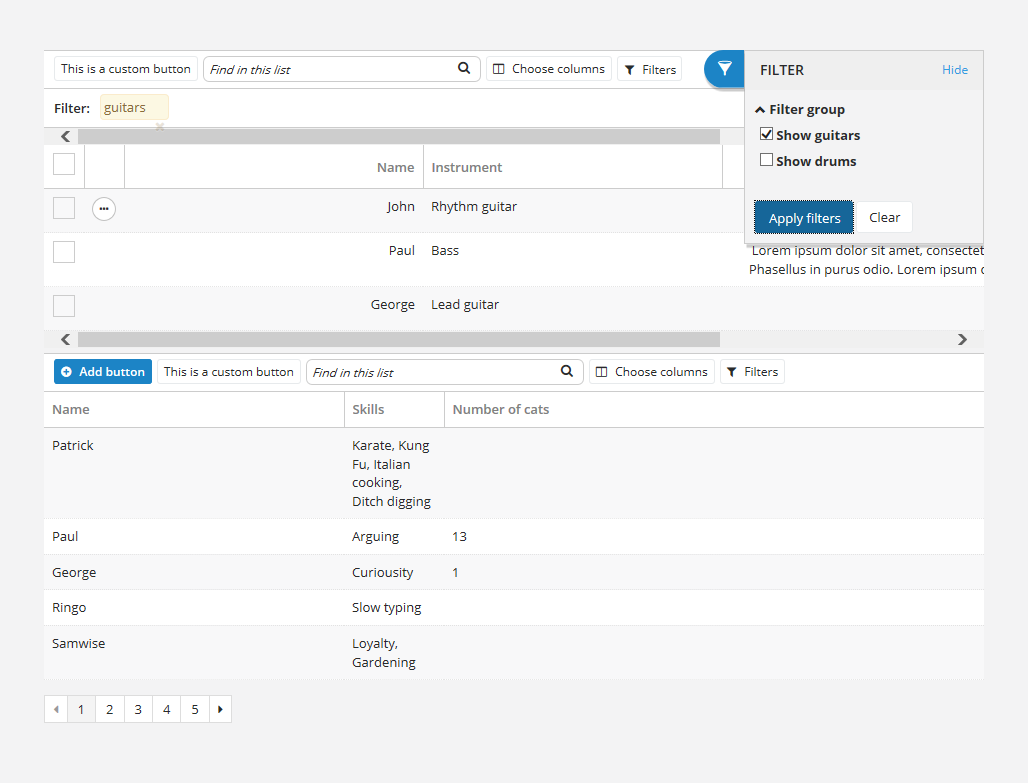 This is a custom button
Find in this list
Choose columns
Filters
FILTER
Hide
Filter:
guitars
Filter group
Show guitars
Show drums
Apply filters
Clear
Name
Instrument
John
Rhythm guitar
Paul
Bass
Lorem ipsum dolor sit amet, consectet
Phasellus in purus odio. Lorem ipsum
George
Lead guitar
Add button
This is a custom button
Find in this list
Choose columns
Filters
Name
Skills
Number of cats
Patrick
Karate, Kung
Fu, Italian
cooking,
Ditch digging
Paul
Arguing
13
George
Curiousity
1
Ringo
Slow typing
Samwise
Loyalty,
Gardening
1 2 3 4 5